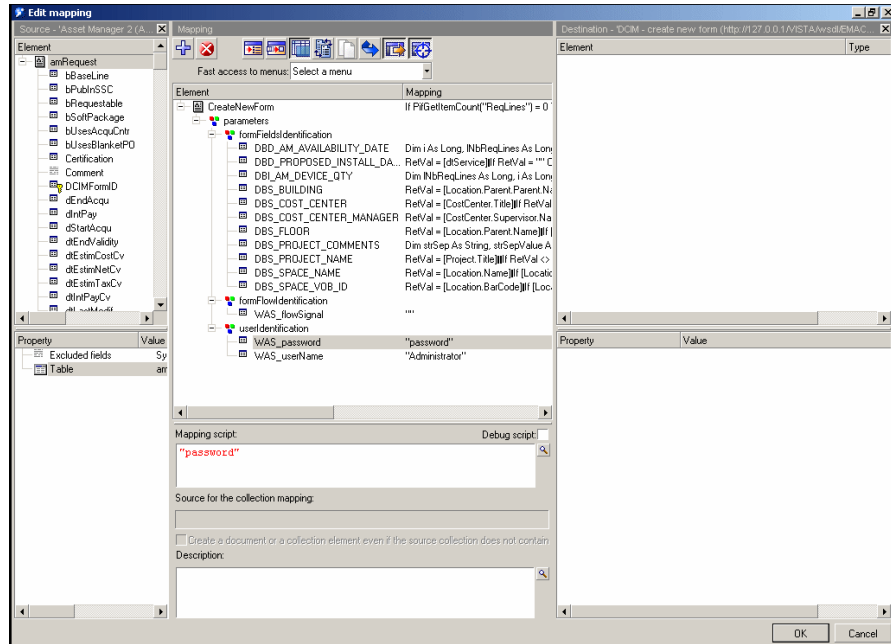 Edit mapping
Source - 'Asset Manager 2 (A...
Element
amRequest
bBaseLine
bPubInSSC
bRequestable
bSoftPackage
bUsesAcquCntr
bUsesBlanketPO
Certification
Comment
DCIMFormID
dEndAcqu
dIntPay
dStartAcqu
dtEndValidity
dtEstimCostCv
dtEstimNetCv
dtEstimTaxCv
dtIntPayCv
dtLastModif
Property Value
Excluded fields Sy
Table am
Mapping
Fast access to menus: Select a menu
Element Mapping
CreateNewForm If PifGetItemCount("ReqLines") = 0
parameters
formFieldsIdentification
DBD_AM_AVAILABILITY_DATE Dim i As Long, lNbReqLines As Long
DBD_PROPOSED_INSTALL_DA... RetVal = [dtService]If RetVal = ""
DBI_AM_DEVICE_QTY Dim lNbReqLines As Long, i As Long
DBS_BUILDING RetVal = [Location.Parent.Parent.Na
DBS_COST_CENTER RetVal = [CostCenter.Title]If RetVal
DBS_COST_CENTER_MANAGER RetVal = [CostCenter.Supervisor.Na
DBS_FLOOR RetVal = [Location.Parent.Name]If [
DBS_PROJECT_COMMENTS Dim strSep As String, strSepValue A
DBS_PROJECT_NAME RetVal = [Project.Title]If RetVal <>
DBS_SPACE_NAME RetVal = [Location.Name]If [Locatio
DBS_SPACE_VOB_ID RetVal = [Location.BarCode]If [Loc
formFlowIdentification
WAS_flowSignal ""
userIdentification
WAS_password "password"
WAS_userName "Administrator"
Mapping script: Debug script:
"password"
Source for the collection mapping:
Create a document or a collection element even if the source collection does not contain
Description:
Destination - 'DCIM - create new form (http://127.0.0.1/VISTA/wsdl/EMAC...
Element Type
Property Value
OK Cancel